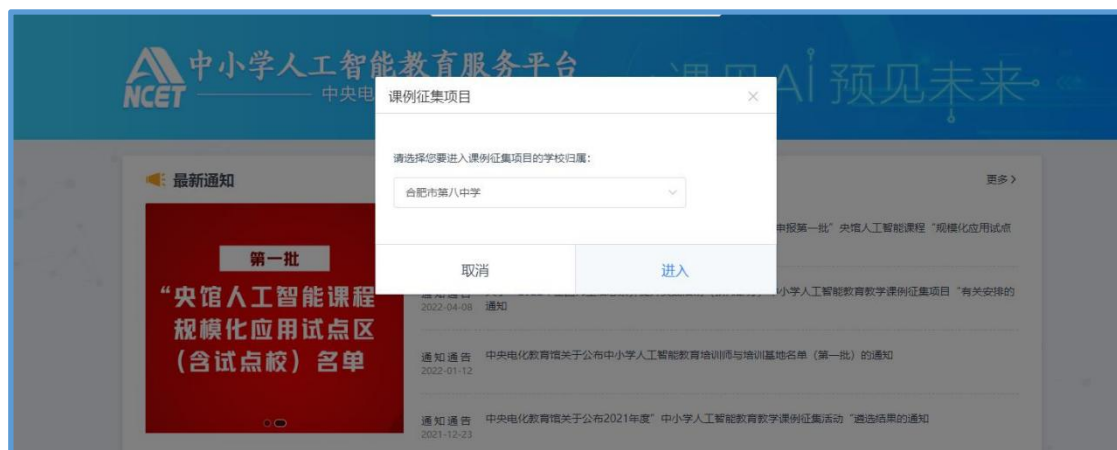 中小学人工智能教育服务平台
NCET
中央电
AI预见未来
课例征集项目
请选择您要进入课例征集项目的学校归属：
合肥市第八中学
取消
进入
最新通知
更多
第一批
“央馆人工智能课程
规模化应用试点区
（含试点校）名单
申报第一批”央馆人工智能课程“规模化应用试点
中小学人工智能教育教学课例征集项目“有关安排的
2022-04-08 通知
通知通告 中央电化教育馆关于公布中小学人工智能教育培训师与培训基地名单（第一批）的通知
2022-01-12
通知通告 中央电化教育馆关于公布2021年度”中小学人工智能教育教学课例征集活动“遴选结果的通知
2021-12-23